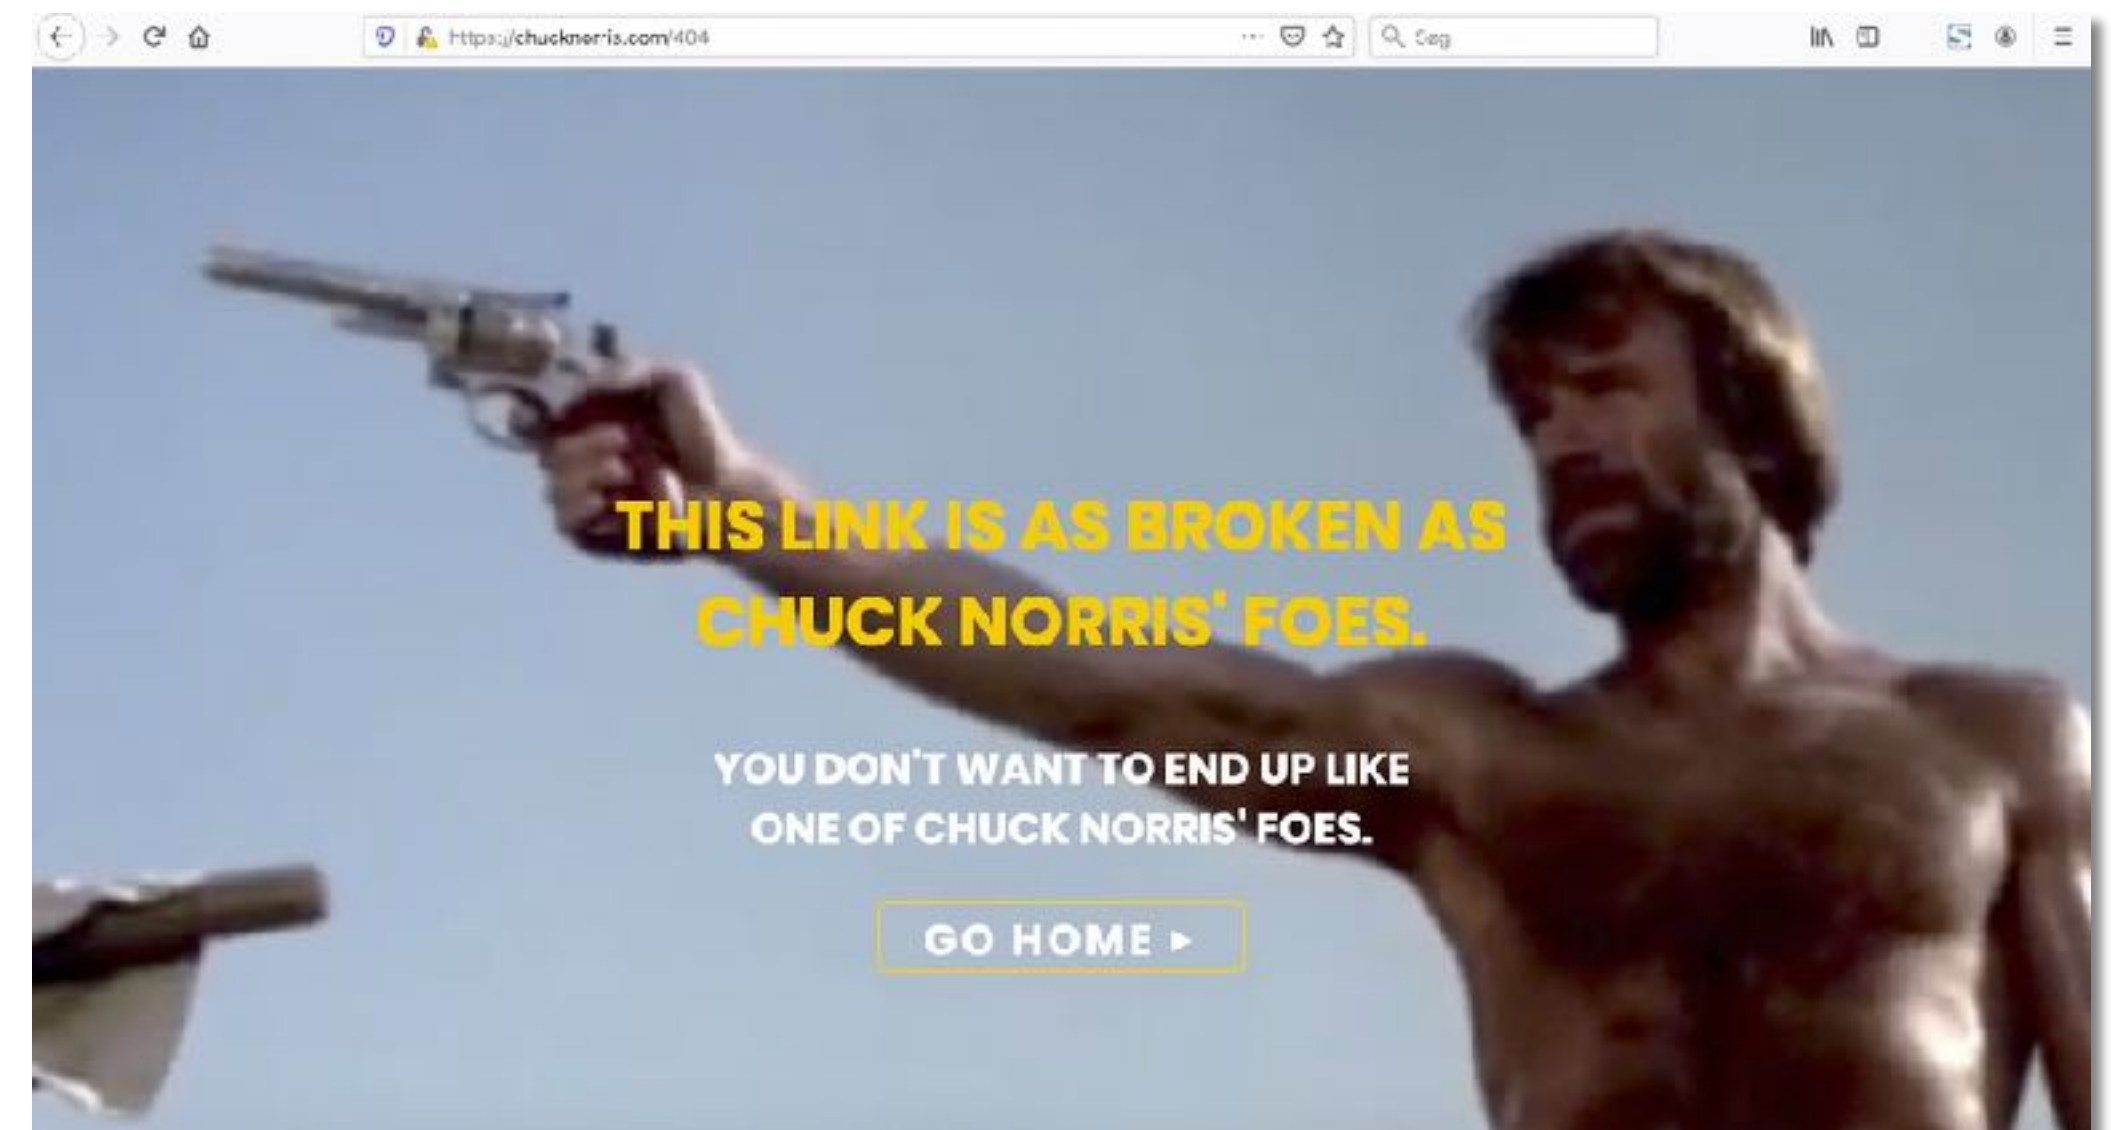 https://chucknorris.com/404
Søg
THIS LINK IS AS BROKEN AS
CHUCK NORRIS' FOES.
YOU DON'T WANT TO END UP LIKE
ONE OF CHUCK NORRIS' FOES.
GO HOME ▸